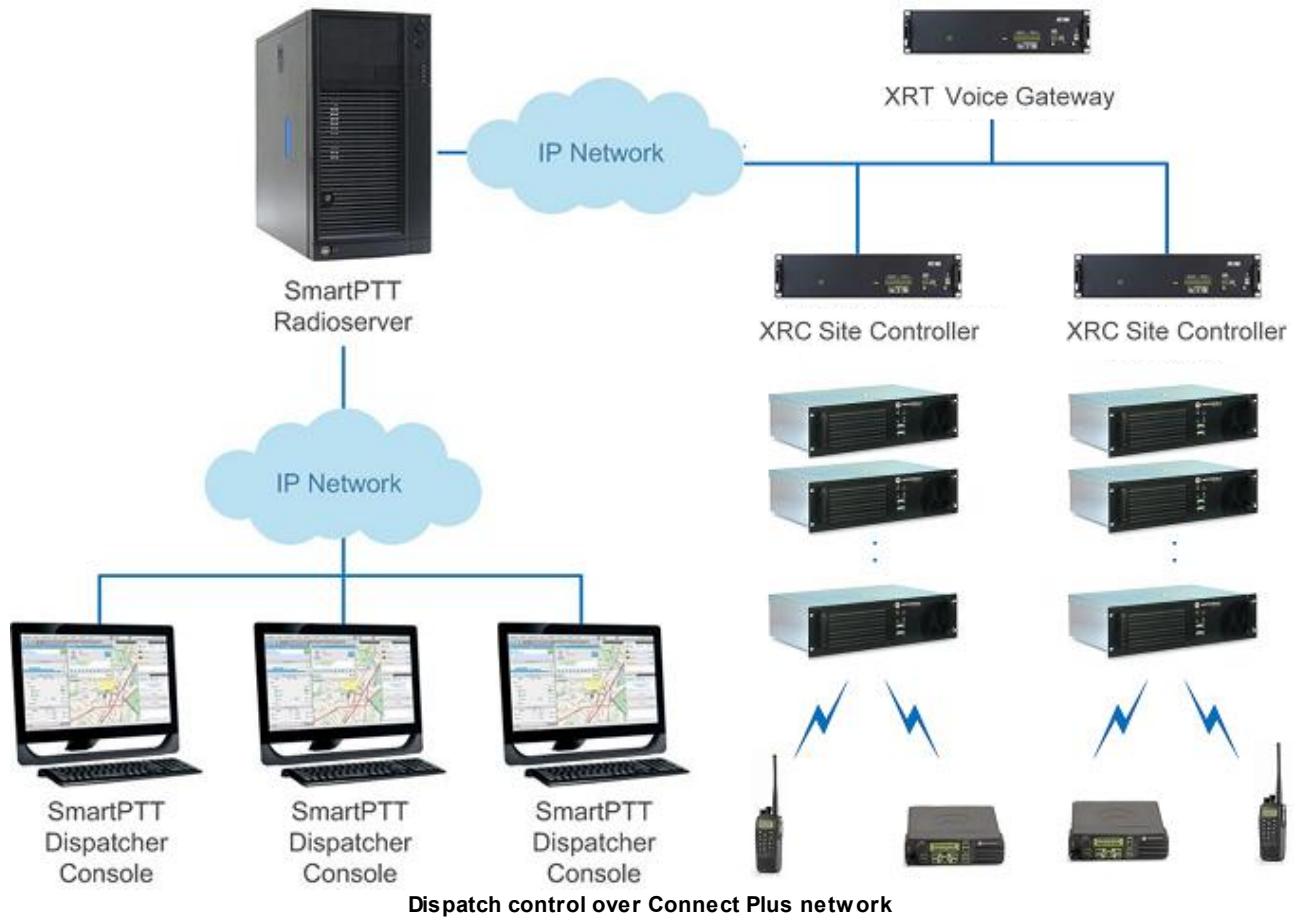 XRT Voice Gateway
IP Network
SmartPTT
Radioserver
XRC Site Controller
XRC Site Controller
IP Network
SmartPTT
Dispatcher
Console
SmartPTT
Dispatcher
Console
SmartPTT
Dispatcher
Console
Dispatch control over Connect Plus network